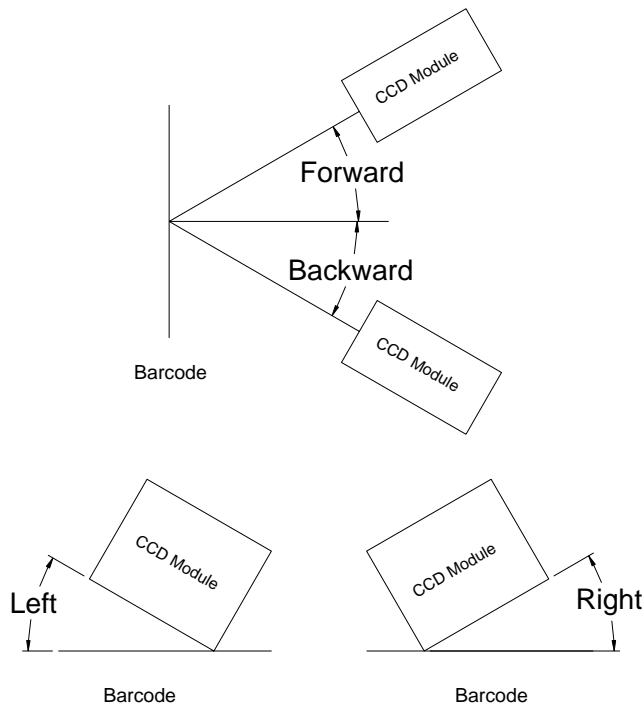 CCD Module
Forward
Backward
CCD Module
Barcode
CCD Module
CCD Module
Left
Right
Barcode
Barcode